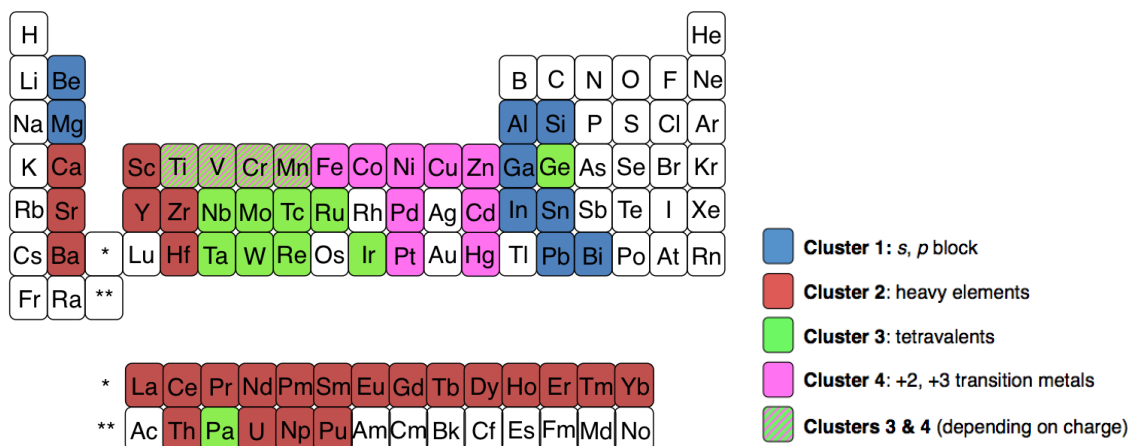 H He
Li Be B C N O F Ne
Na Mg Al Si P S Cl Ar
K Ca Sc Ti V Cr Mn Fe Co Ni Cu Zn Ga Ge As Se Br Kr
Rb Sr Y Zr Nb Mo Tc Ru Rh Pd Ag Cd In Sn Sb Te I Xe
Cs Ba * Lu Hf Ta W Re Os Ir Pt Au Hg Tl Pb Bi Po At Rn
Fr Ra **
Cluster 1: s, p block
Cluster 2: heavy elements
Cluster 3: tetravalents
Cluster 4: +2, +3 transition metals
Clusters 3 & 4 (depending on charge)
* La Ce Pr Nd Pm Sm Eu Gd Tb Dy Ho Er Tm Yb
** Ac Th Pa U Np Pu Am Cm Bk Cf Es Fm Md No